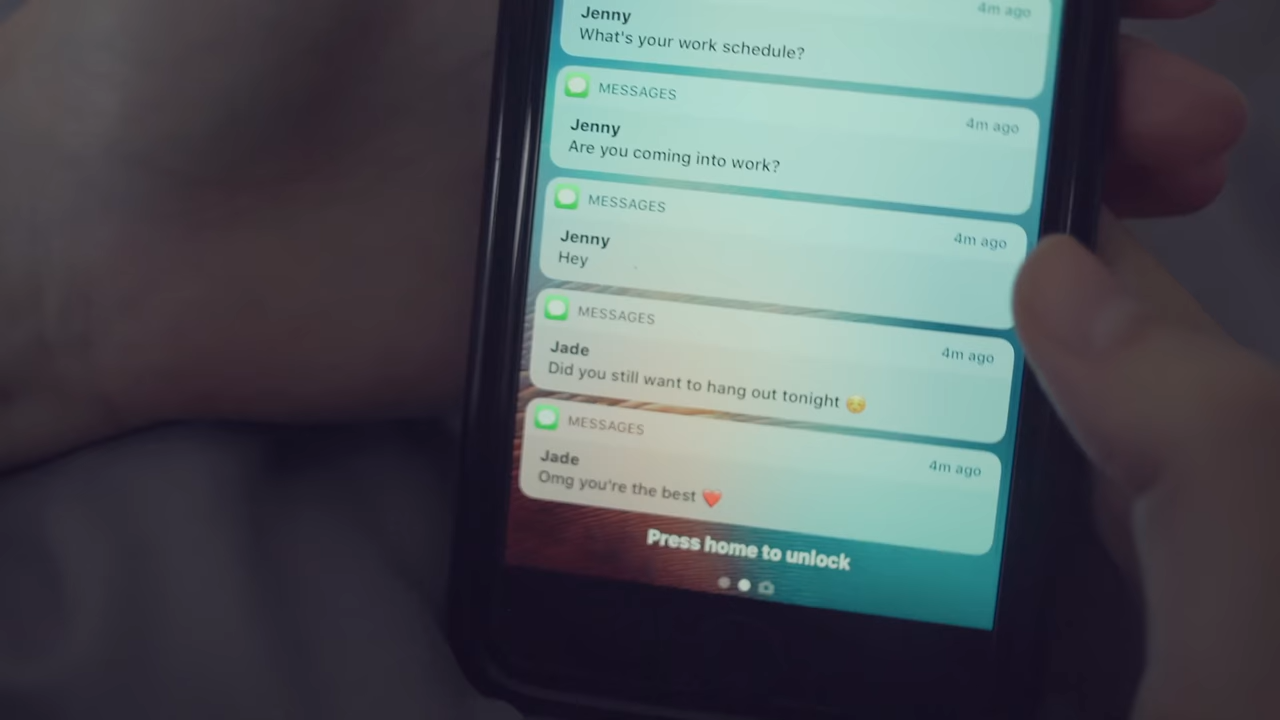 4m ago
Jenny
What's your work schedule?
MESSAGES
4m ago
Jenny
Are you coming into work?
MESSAGES
4m ago
Jenny
Hey
MESSAGES
4m ago
Jade
Did you still want to hang out tonight ☺️
MESSAGES
4m ago
Jade
Omg you're the best ❤️
Press home to unlock